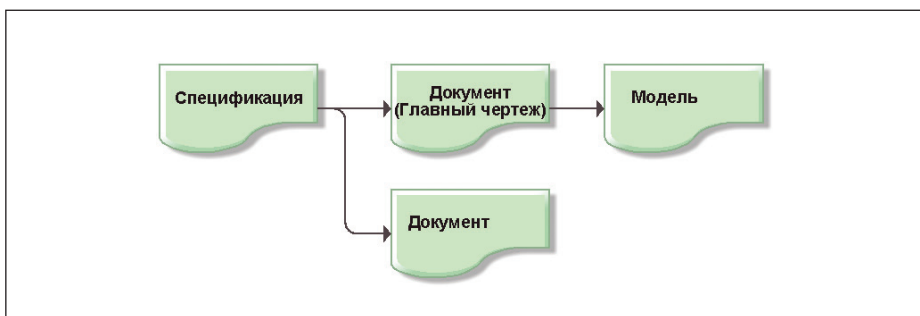 Спецификация
Документ
(Главный чертеж)
Модель
Документ